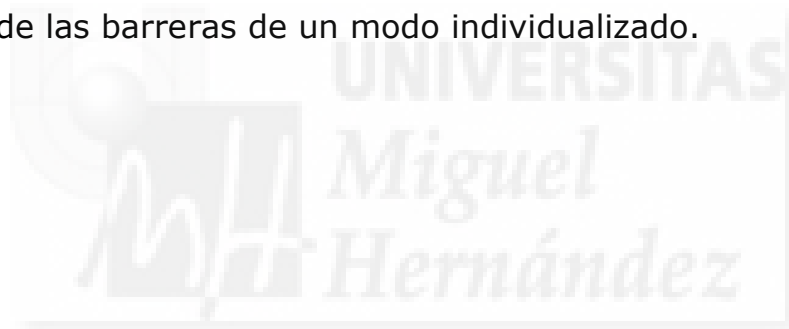 de las barreras de un modo individualizado.
UNIVERSITAS
Miguel
Hernández